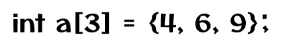 int a[3] = {4, 6, 9};